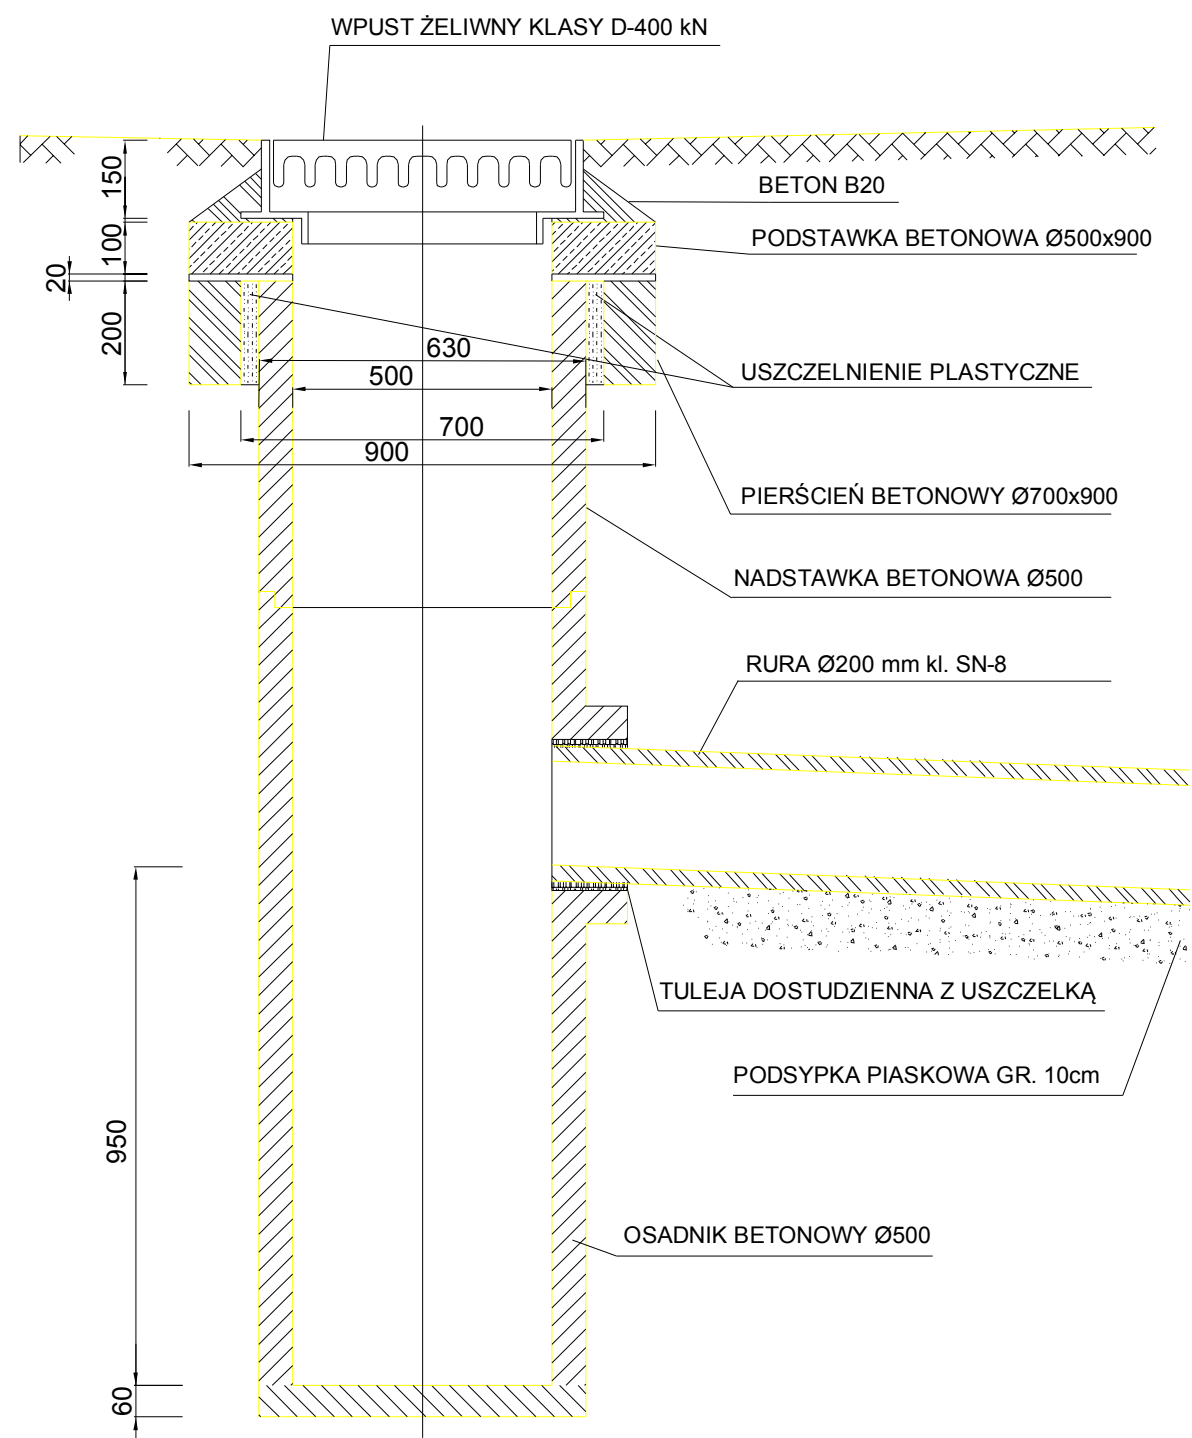 WPUST ŻELIWNY KLASY D-400 kN
150
BETON B20
100
PODSTAWKA BETONOWA Ø500x900
20
200
630
500
USZCZELNIENIE PLASTYCZNE
700
900
PIERŚCIEŃ BETONOWY Ø700x900
NADSTAWKA BETONOWA Ø500
RURA Ø200 mm kl. SN-8
TULEJA DOSTUDZIENNA Z USZCZELKĄ
PODSYPKA PIASKOWA GR. 10cm
950
OSADNIK BETONOWY Ø500
60